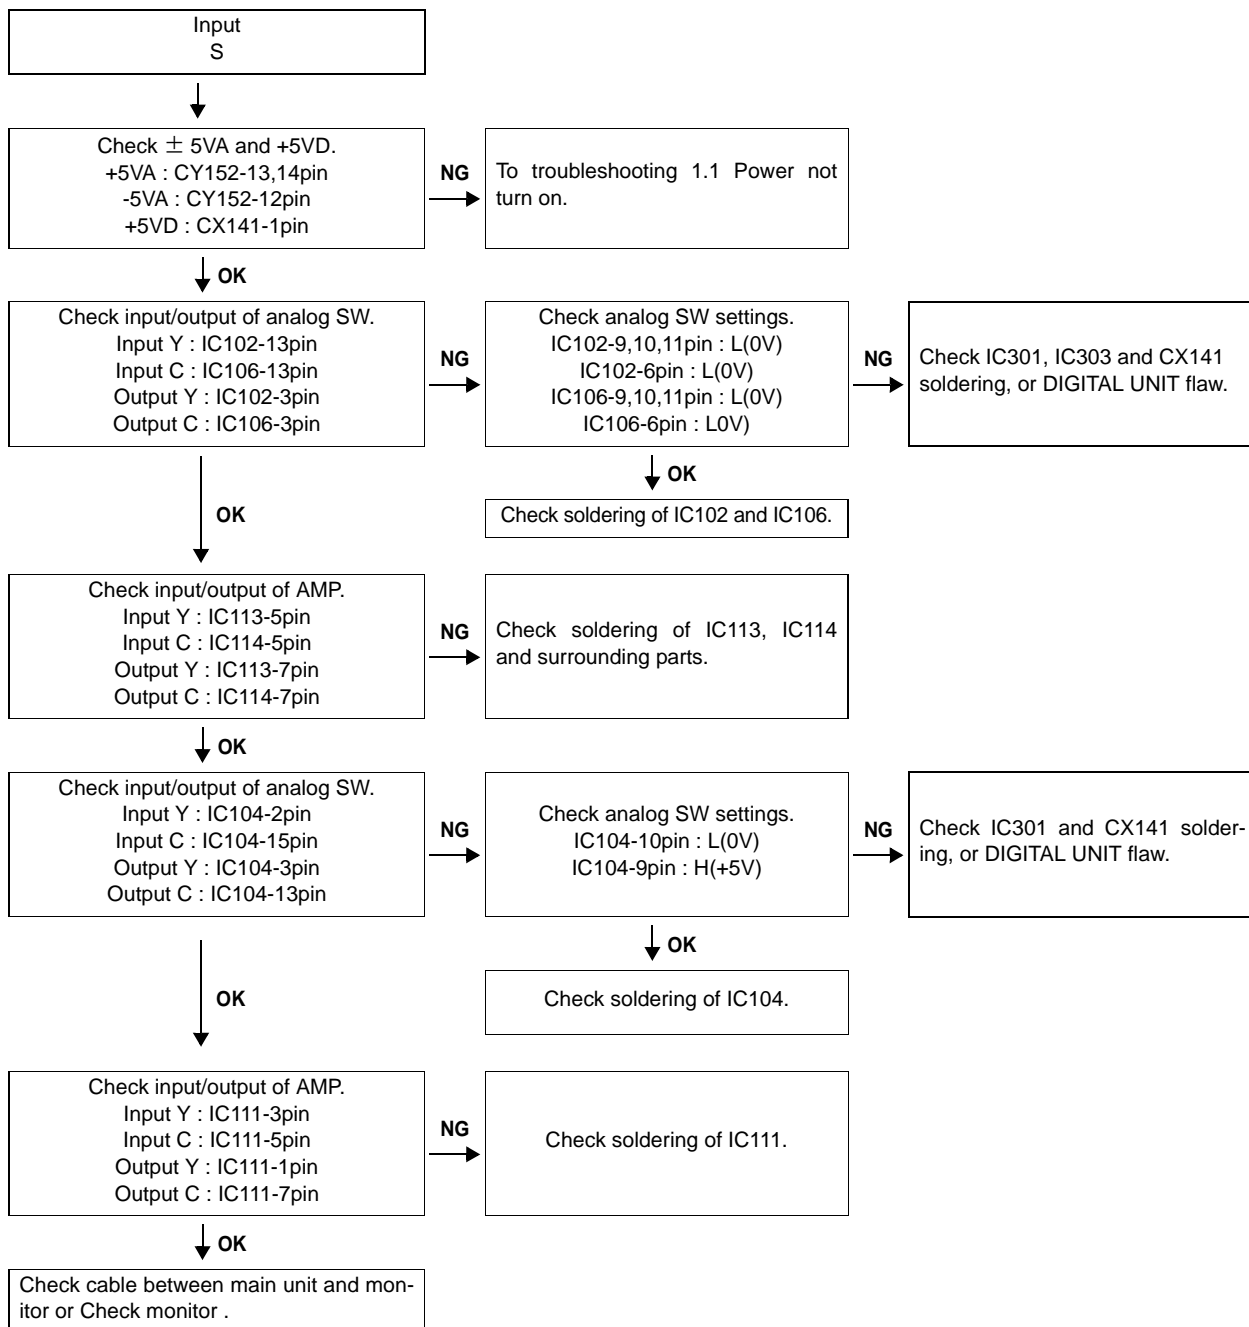 Input
S
Check ± 5VA and +5VD.
+5VA : CY152-13,14pin
-5VA : CY152-12pin
+5VD : CX141-1pin
NG
To troubleshooting 1.1 Power not
turn on.
OK
Check input/output of analog SW.
Input Y : IC102-13pin
Input C : IC106-13pin
Output Y : IC102-3pin
Output C : IC106-3pin
NG
Check analog SW settings.
IC102-9,10,11pin : L(0V)
IC102-6pin : L(0V)
IC106-9,10,11pin : L(0V)
IC106-6pin : L0V)
NG
Check IC301, IC303 and CX141
soldering, or DIGITAL UNIT flaw.
OK
Check soldering of IC102 and IC106.
OK
Check input/output of AMP.
Input Y : IC113-5pin
Input C : IC114-5pin
Output Y : IC113-7pin
Output C : IC114-7pin
NG
Check soldering of IC113, IC114
and surrounding parts.
OK
Check input/output of analog SW.
Input Y : IC104-2pin
Input C : IC104-15pin
Output Y : IC104-3pin
Output C : IC104-13pin
NG
Check analog SW settings.
IC104-10pin : L(0V)
IC104-9pin : H(+5V)
NG
Check IC301 and CX141 solder-
ing, or DIGITAL UNIT flaw.
OK
Check soldering of IC104.
OK
Check input/output of AMP.
Input Y : IC111-3pin
Input C : IC111-5pin
Output Y : IC111-1pin
Output C : IC111-7pin
NG
Check soldering of IC111.
OK
Check cable between main unit and mon-
itor or Check monitor .